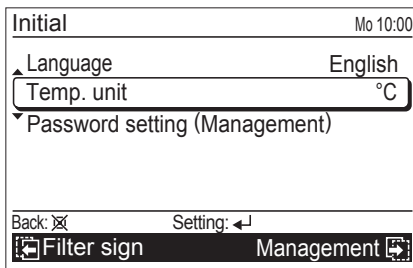 Initial Mo 10:00
Language English
Temp. unit °C
Password setting (Management)
Back: Setting:
Filter sign Management